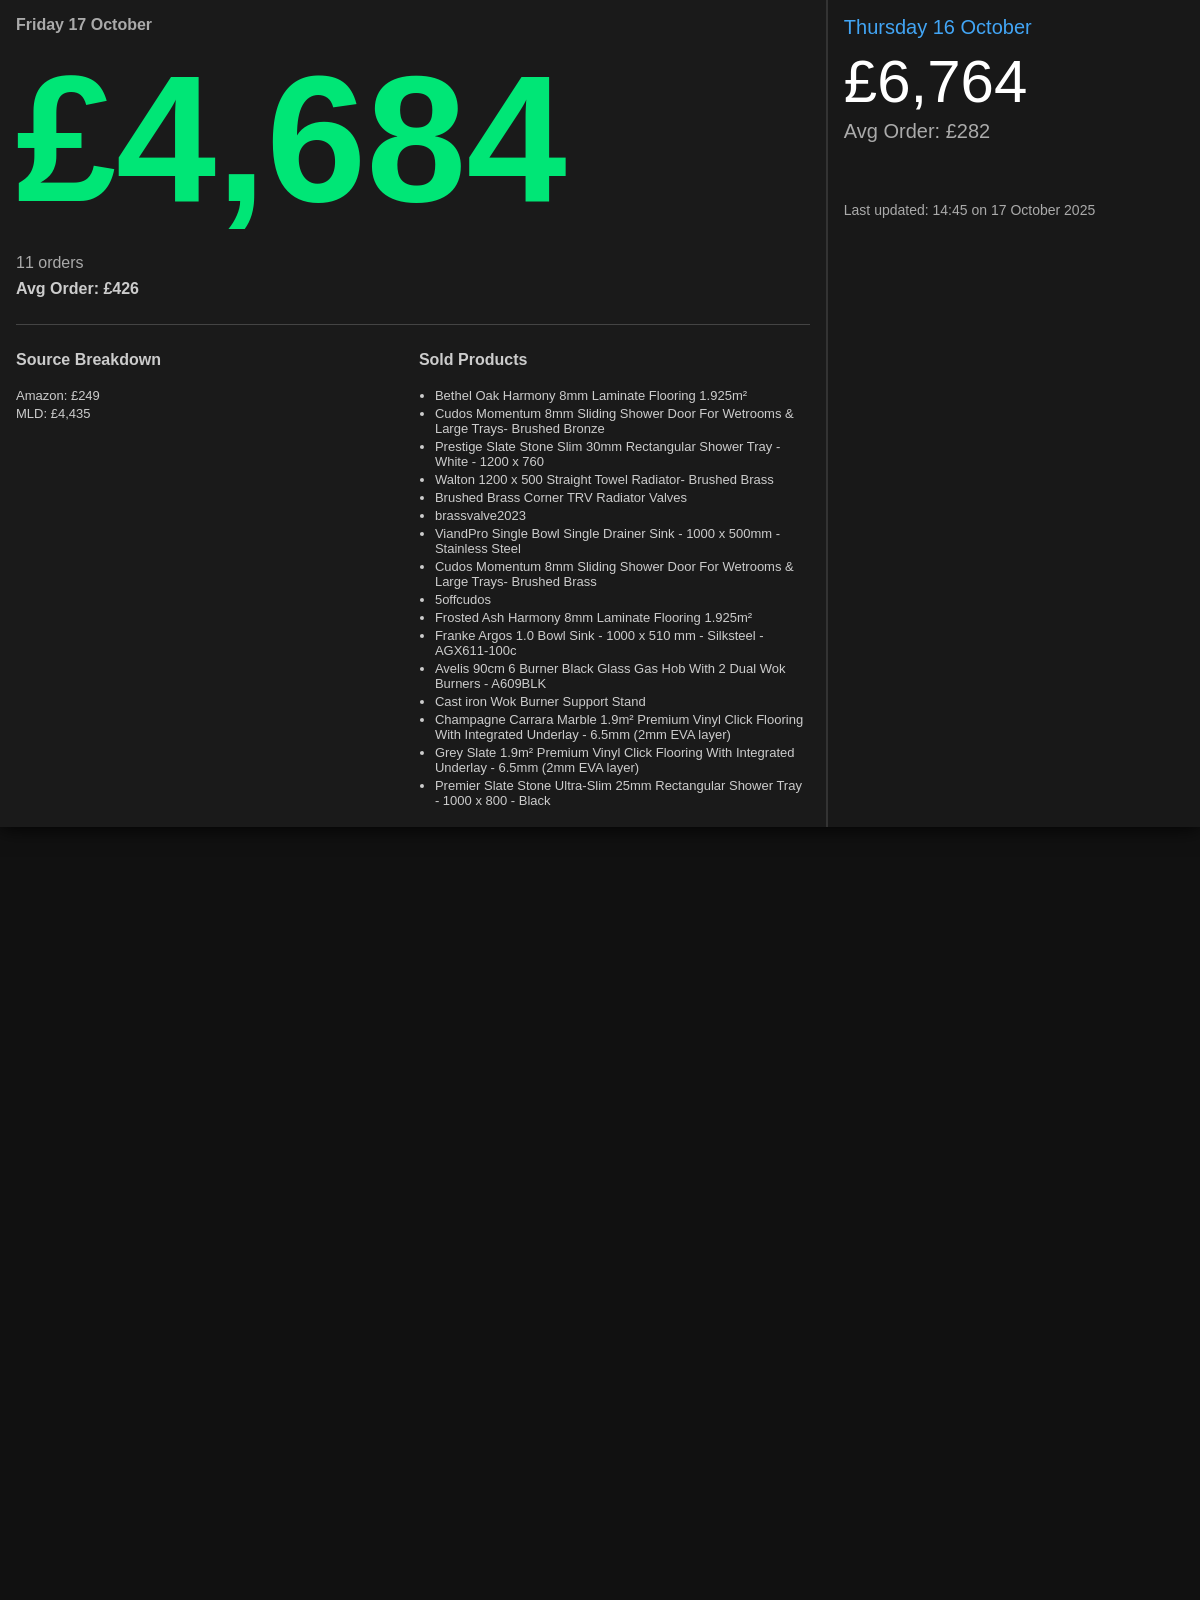 Friday 17 October
£4,684
11 orders
Avg Order: £426
Source Breakdown
Amazon: £249
MLD: £4,435
Sold Products
• Bethel Oak Harmony 8mm Laminate Flooring 1.925m²
• Cudos Momentum 8mm Sliding Shower Door For Wetrooms &
Large Trays- Brushed Bronze
• Prestige Slate Stone Slim 30mm Rectangular Shower Tray -
White - 1200 x 760
• Walton 1200 x 500 Straight Towel Radiator- Brushed Brass
• Brushed Brass Corner TRV Radiator Valves
• brassvalve2023
• ViandPro Single Bowl Single Drainer Sink - 1000 x 500mm -
Stainless Steel
• Cudos Momentum 8mm Sliding Shower Door For Wetrooms &
Large Trays- Brushed Brass
• 5offcudos
• Frosted Ash Harmony 8mm Laminate Flooring 1.925m²
• Franke Argos 1.0 Bowl Sink - 1000 x 510 mm - Silksteel -
AGX611-100c
• Avelis 90cm 6 Burner Black Glass Gas Hob With 2 Dual Wok
Burners - A609BLK
• Cast iron Wok Burner Support Stand
• Champagne Carrara Marble 1.9m² Premium Vinyl Click Flooring
With Integrated Underlay - 6.5mm (2mm EVA layer)
• Grey Slate 1.9m² Premium Vinyl Click Flooring With Integrated
Underlay - 6.5mm (2mm EVA layer)
• Premier Slate Stone Ultra-Slim 25mm Rectangular Shower Tray
- 1000 x 800 - Black
Thursday 16 October
£6,764
Avg Order: £282
Last updated: 14:45 on 17 October 2025